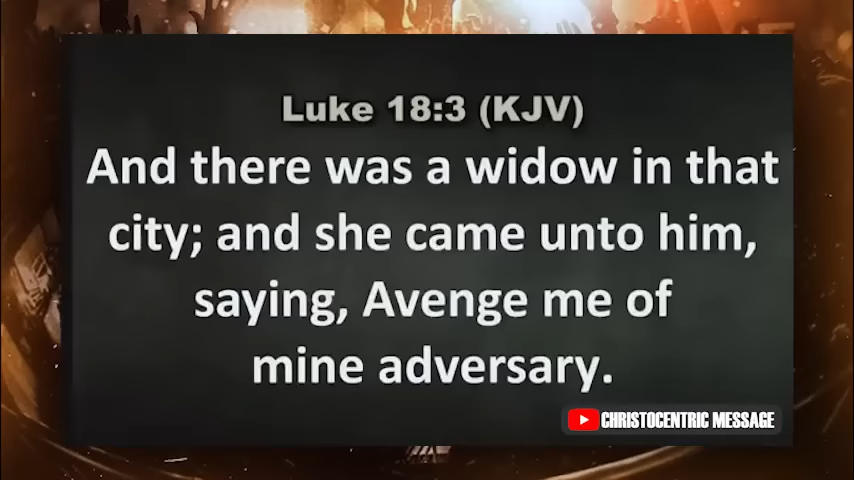 Luke 18:3 (KJV)
And there was a widow in that
city; and she came unto him,
saying, Avenge me of
mine adversary.
CHRISTOCENTRIC MESSAGE